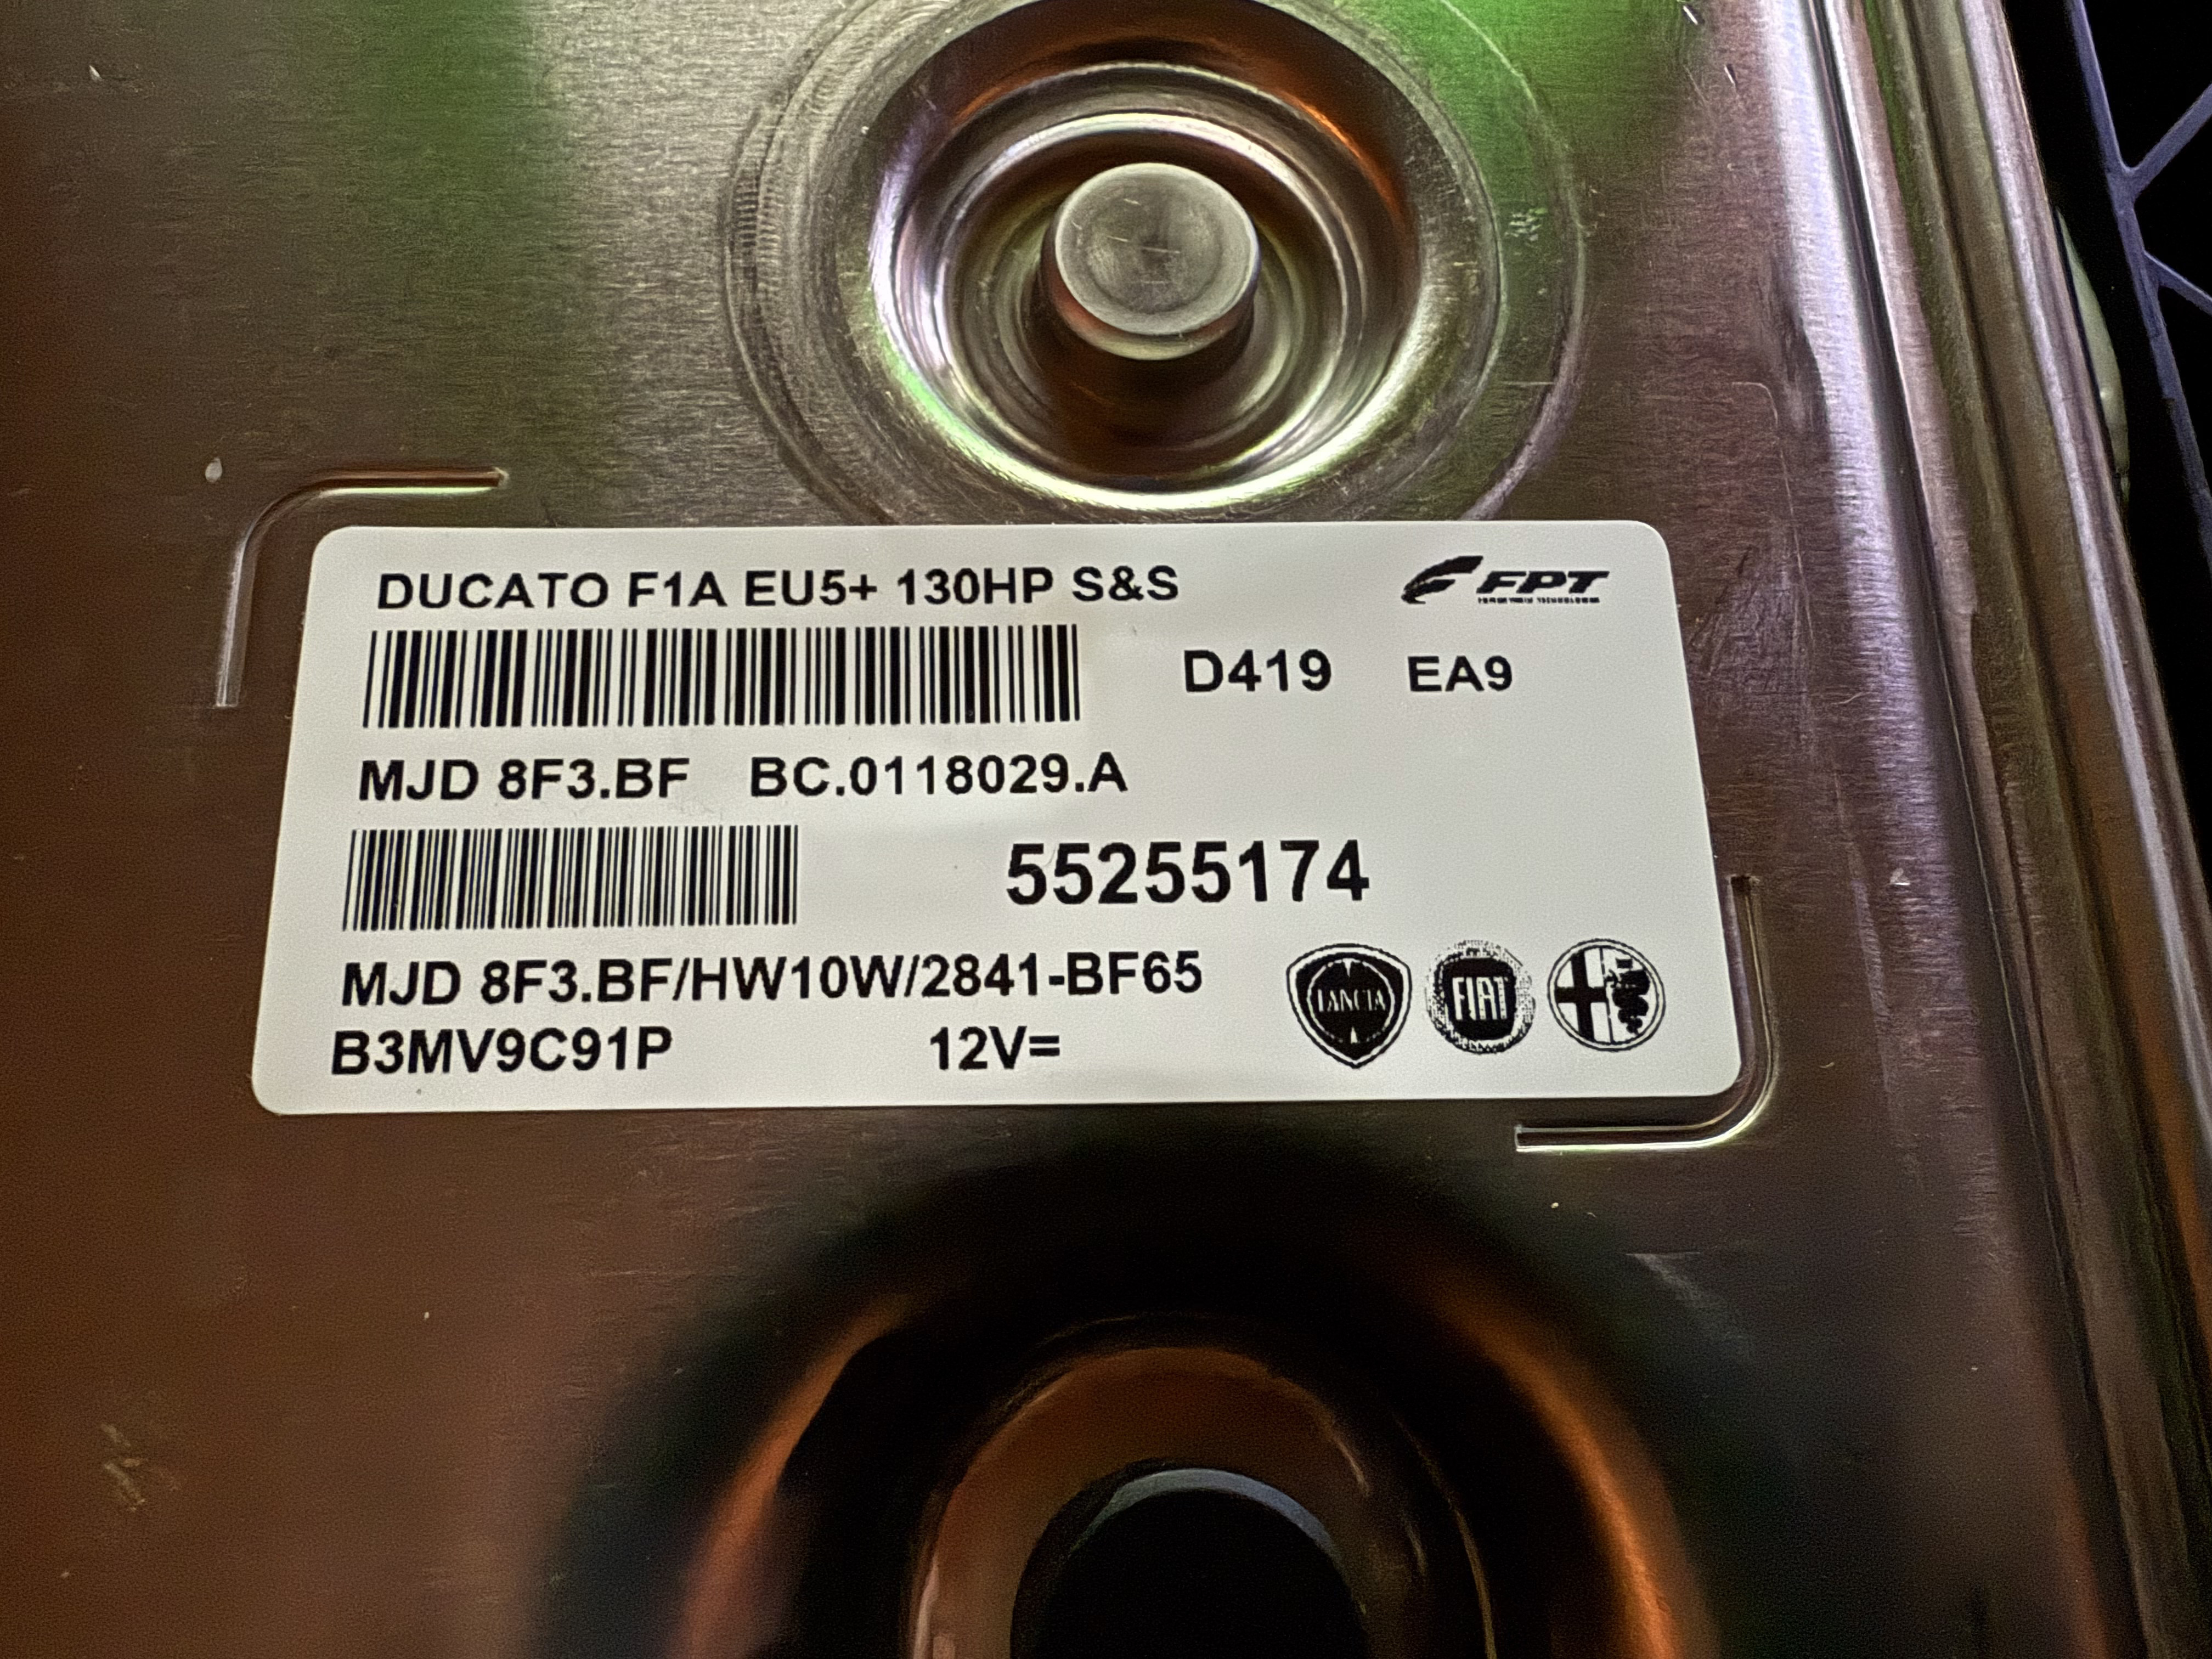 DUCATO F1A EU5+ 130HP S&S
FPT
D419 EA9
MJD 8F3.BF BC.0118029.A
55255174
MJD 8F3.BF/HW10W/2841-BF65
B3MV9C91P 12V=
LANCIA FIAT